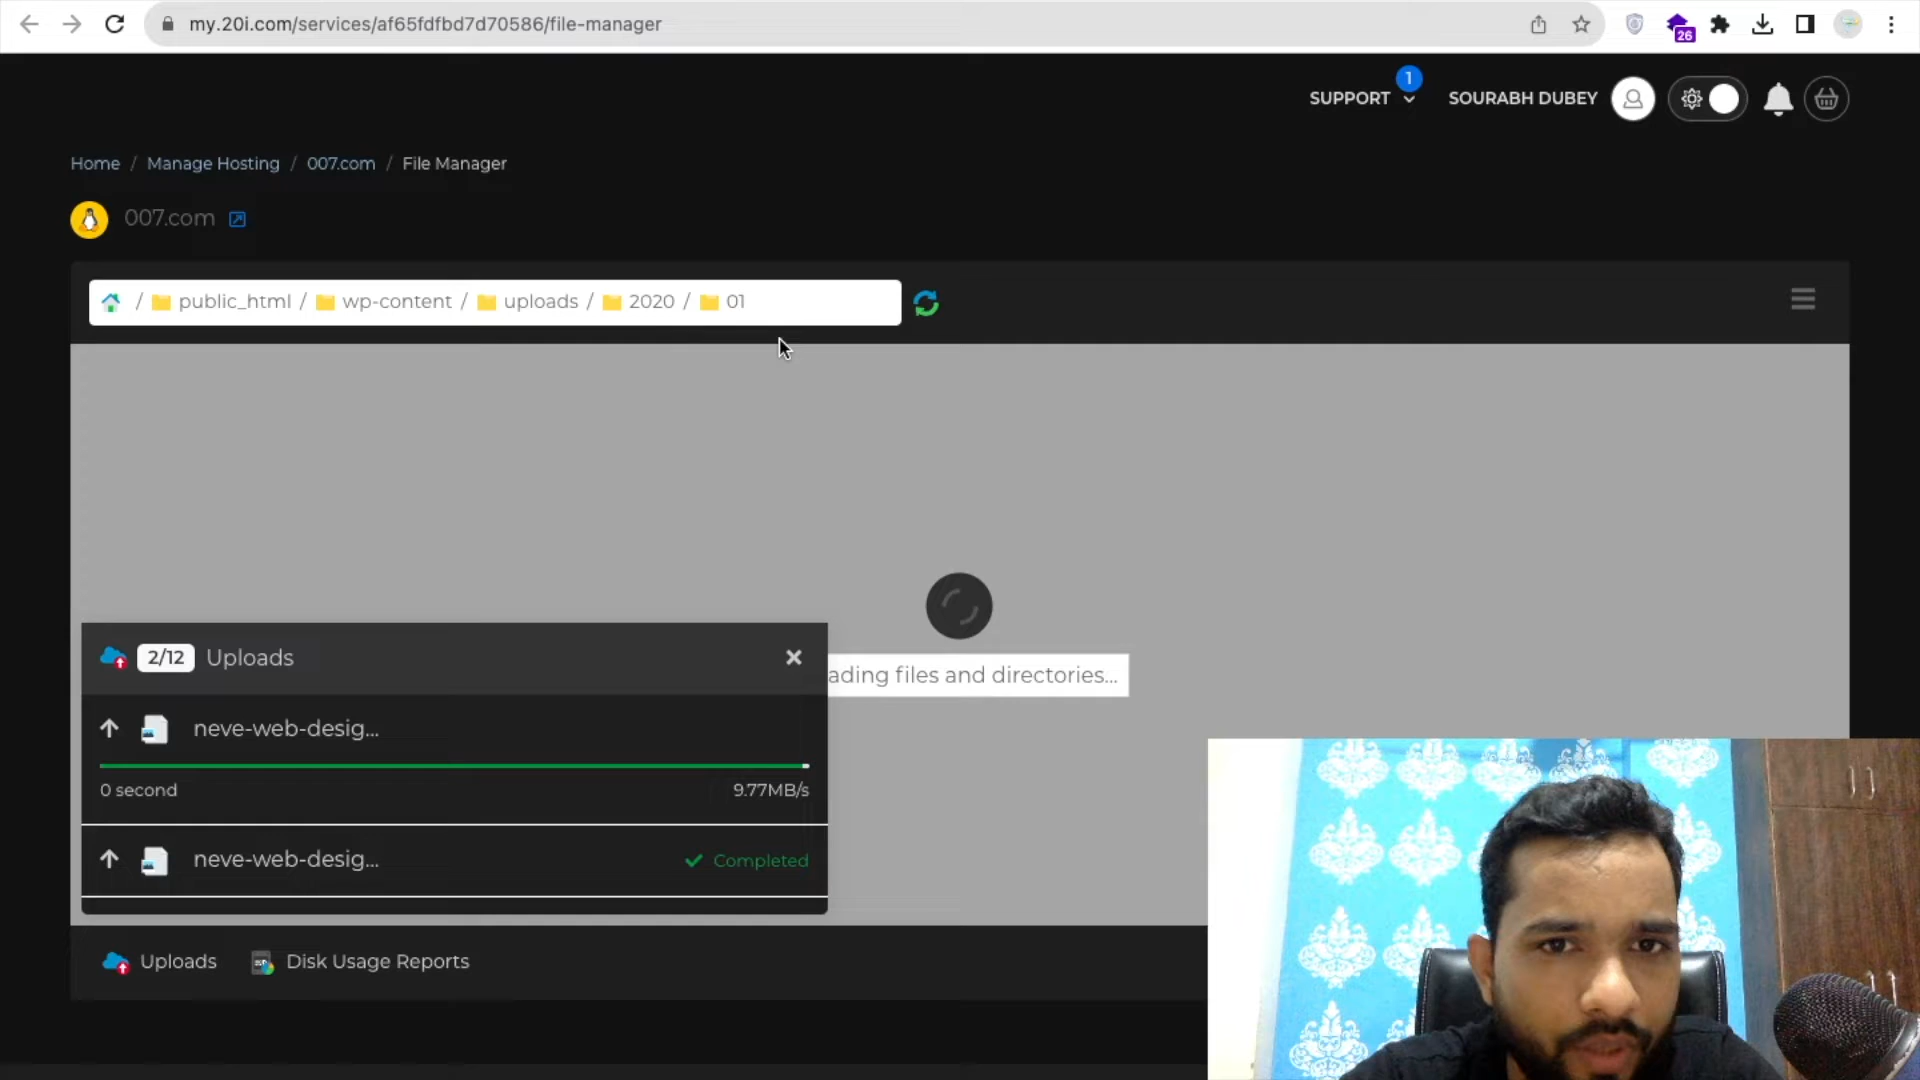 my.20i.com/services/af65fdfbd7d70586/file-manager
26
1
SUPPORT
SOURABH DUBEY
Home / Manage Hosting / 007.com / File Manager
007.com
/ public_html / wp-content / uploads / 2020 / 01
ading files and directories...
2/12 Uploads
neve-web-desig...
0 second 9.77MB/s
neve-web-desig... Completed
Uploads Disk Usage Reports